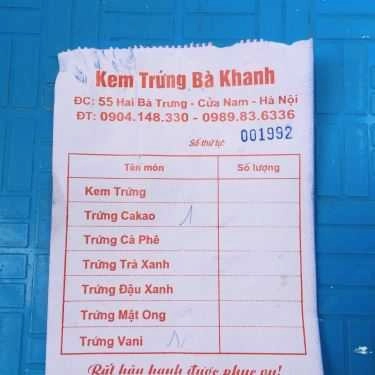 Kem Trứng Bà Khanh
ĐC: 55 Hai Bà Trưng - Cửa Nam - Hà Nội
ĐT: 0904.148.330 - 0989.83.6336
Số thứ tự: 001992
Tên món Số lượng
Kem Trứng
Trứng Cakao 1
Trứng Cà Phê
Trứng Trà Xanh
Trứng Đậu Xanh
Trứng Mật Ong
Trứng Vani 1
Rất hân hạnh được phục vụ!